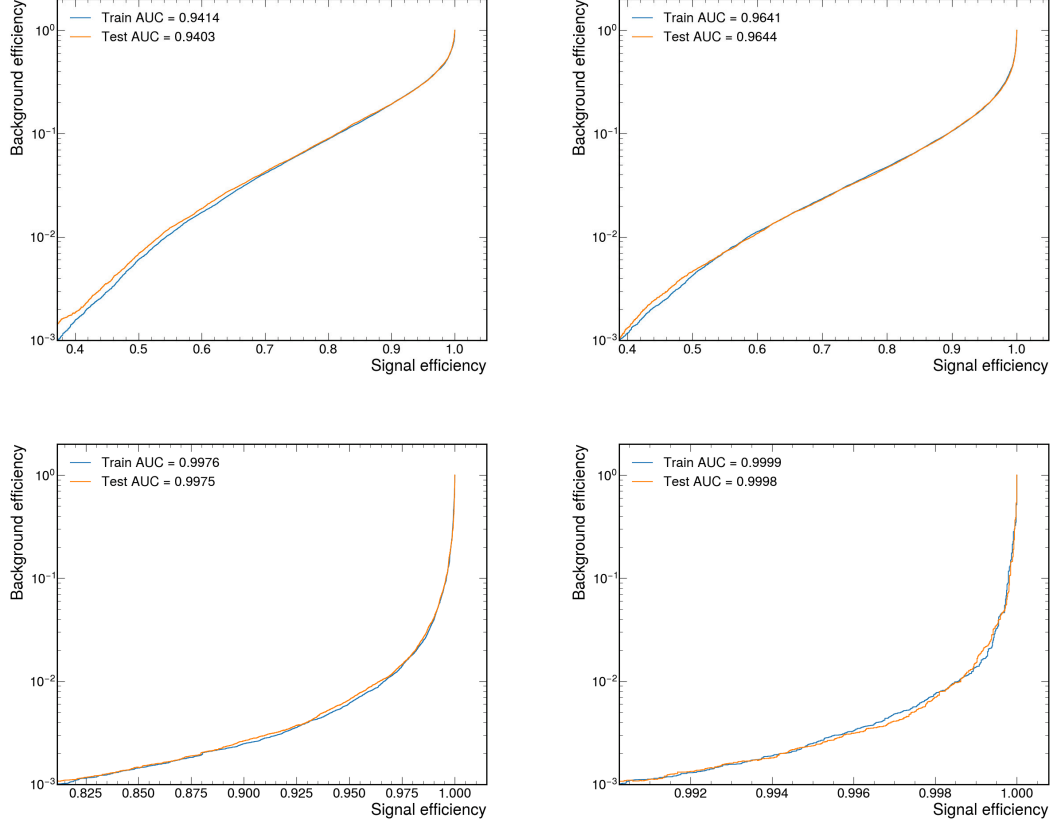 Train AUC = 0.9414
Test AUC = 0.9403
Background efficiency
10⁰
10⁻¹
10⁻²
10⁻³
0.4 0.5 0.6 0.7 0.8 0.9 1.0
Signal efficiency
Train AUC = 0.9641
Test AUC = 0.9644
Background efficiency
10⁰
10⁻¹
10⁻²
10⁻³
0.4 0.5 0.6 0.7 0.8 0.9 1.0
Signal efficiency
Train AUC = 0.9976
Test AUC = 0.9975
Background efficiency
10⁰
10⁻¹
10⁻²
10⁻³
0.825 0.850 0.875 0.900 0.925 0.950 0.975 1.000
Signal efficiency
Train AUC = 0.9999
Test AUC = 0.9998
Background efficiency
10⁰
10⁻¹
10⁻²
10⁻³
0.992 0.994 0.996 0.998 1.000
Signal efficiency